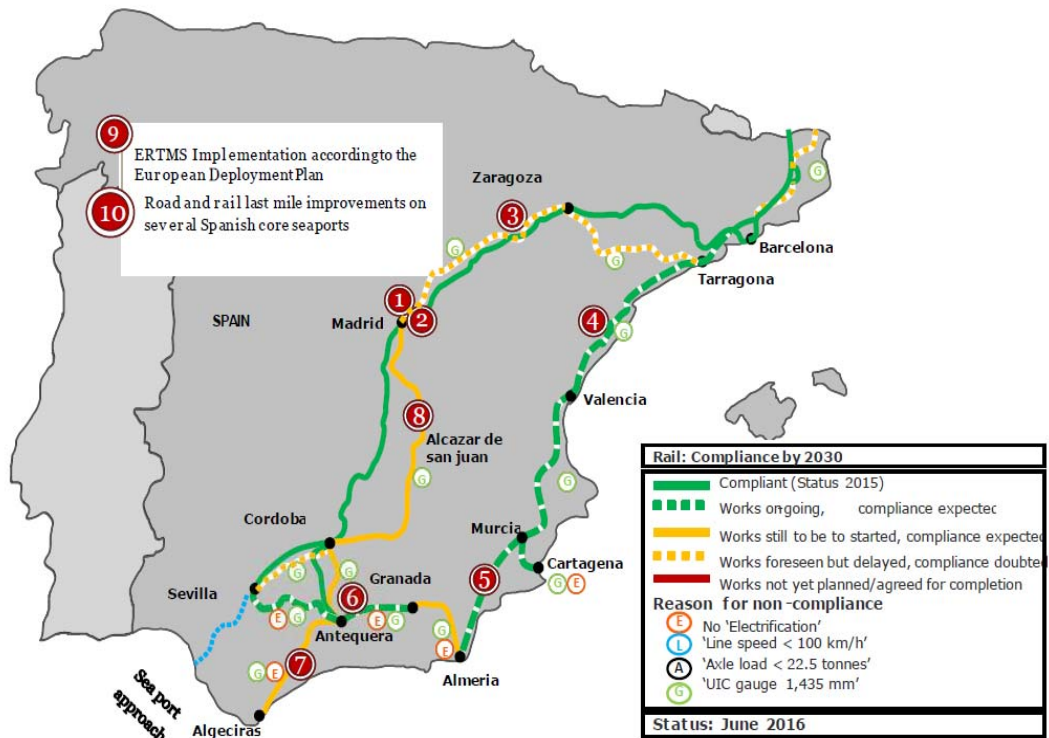 9
ERTMS Implementation accordingto the
European DeploymentPlan
10
Road and rail last mile improvements on
several Spanish core seaports
Zaragoza
G
3
G
G
Barcelona
Tarragona
1
SPAIN
Madrid
2
4
G
Valencia
8
Alcazar de
san juan
G
G
Cordoba
Murcia
Cartagena
G E
G
G
Granada
5
Sevilla
6
E G
E G
Antequera
G
E
7
G E
Almeria
Sea port
approach
Algeciras
Rail: Compliance by 2030
Compliant (Status 2015)
Works on-going, compliance expected
Works still to be to started, compliance expected
Works foreseen but delayed, compliance doubted
Works not yet planned/agreed for completion
Reason for non-compliance
E No 'Electrification'
L 'Line speed < 100 km/h'
A 'Axle load < 22.5 tonnes'
G 'UIC gauge 1,435 mm'
Status: June 2016